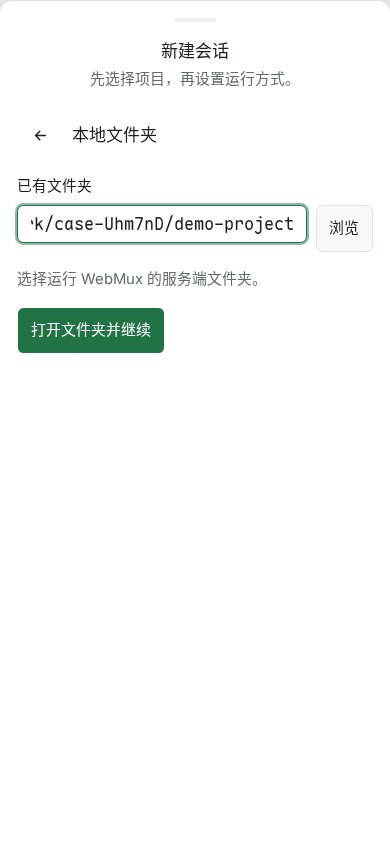 新建会话
先选择项目，再设置运行方式。
← 本地文件夹
已有文件夹
k/case-Uhm7nD/demo-project
浏览
选择运行 WebMux 的服务端文件夹。
打开文件夹并继续